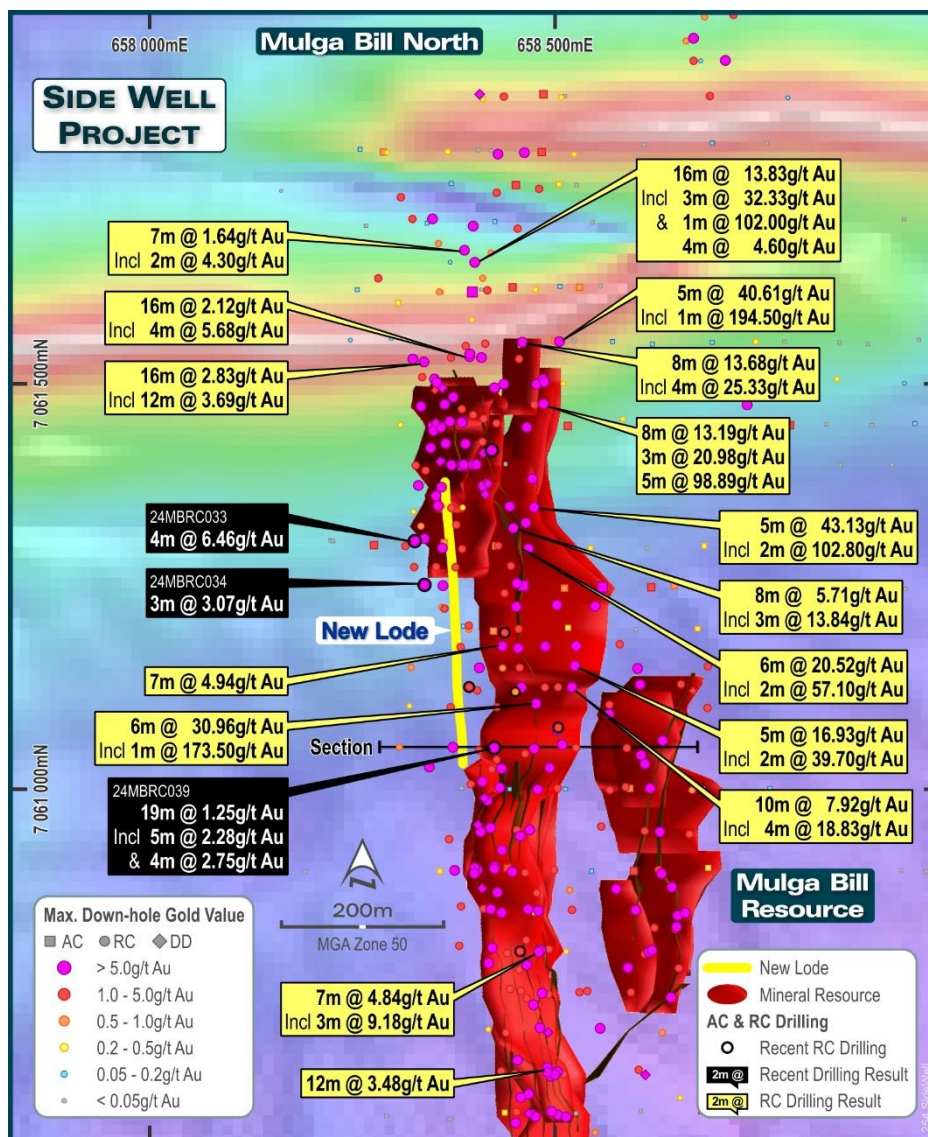 658 000mE
Mulga Bill North
658 500mE
SIDE WELL
PROJECT
16m @ 13.83g/t Au
Incl 3m @ 32.33g/t Au
& 1m @ 102.00g/t Au
4m @ 4.60g/t Au
7m @ 1.64g/t Au
Incl 2m @ 4.30g/t Au
16m @ 2.12g/t Au
Incl 4m @ 5.68g/t Au
5m @ 40.61g/t Au
Incl 1m @ 194.50g/t Au
16m @ 2.83g/t Au
Incl 12m @ 3.69g/t Au
8m @ 13.68g/t Au
Incl 4m @ 25.33g/t Au
7 061 500mN
8m @ 13.19g/t Au
3m @ 20.98g/t Au
5m @ 98.89g/t Au
24MBRC033
4m @ 6.46g/t Au
5m @ 43.13g/t Au
Incl 2m @ 102.80g/t Au
24MBRC034
3m @ 3.07g/t Au
8m @ 5.71g/t Au
Incl 3m @ 13.84g/t Au
New Lode
7m @ 4.94g/t Au
6m @ 20.52g/t Au
Incl 2m @ 57.10g/t Au
6m @ 30.96g/t Au
Incl 1m @ 173.50g/t Au
Section
5m @ 16.93g/t Au
Incl 2m @ 39.70g/t Au
7 061 000mN
24MBRC039
19m @ 1.25g/t Au
Incl 5m @ 2.28g/t Au
& 4m @ 2.75g/t Au
10m @ 7.92g/t Au
Incl 4m @ 18.83g/t Au
N
200m
MGA Zone 50
Mulga Bill
Resource
Max. Down-hole Gold Value
AC RC DD
> 5.0g/t Au
1.0 - 5.0g/t Au
0.5 - 1.0g/t Au
0.2 - 0.5g/t Au
0.05 - 0.2g/t Au
< 0.05g/t Au
7m @ 4.84g/t Au
Incl 3m @ 9.18g/t Au
12m @ 3.48g/t Au
New Lode
Mineral Resource
AC & RC Drilling
Recent RC Drilling
2m @ Recent Drilling Result
2m @ RC Drilling Result